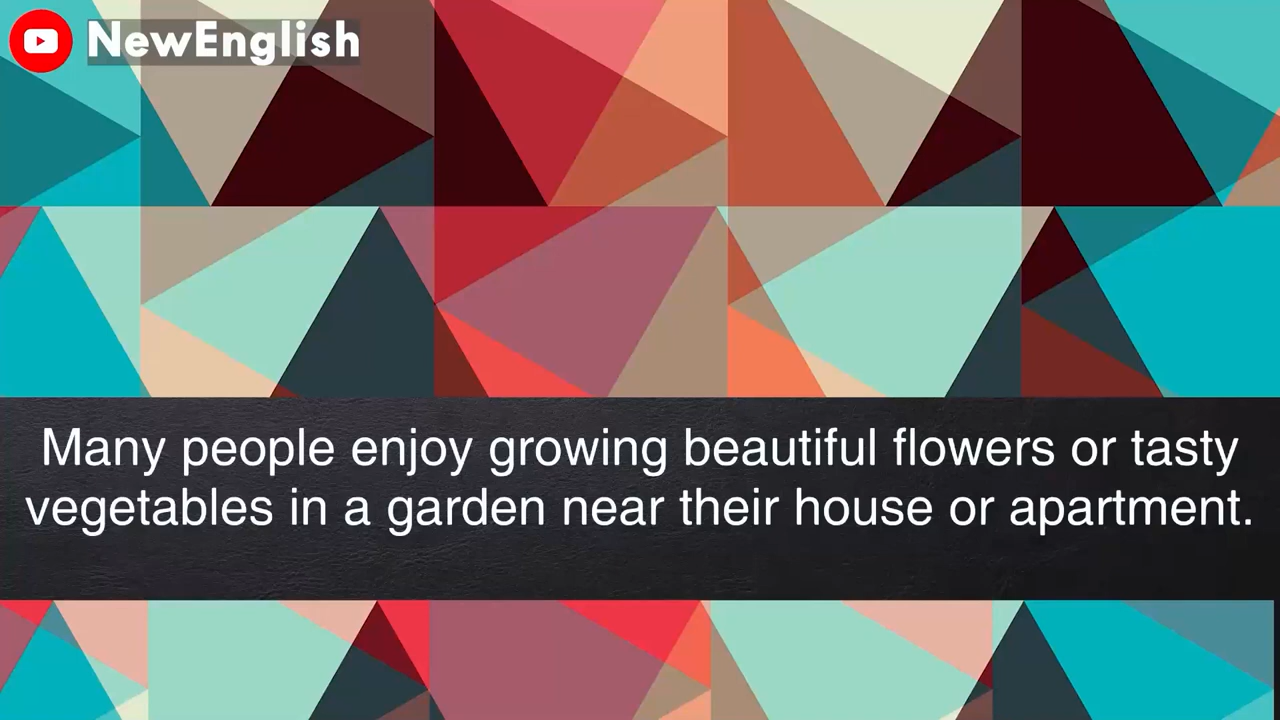 NewEnglish
Many people enjoy growing beautiful flowers or tasty
vegetables in a garden near their house or apartment.